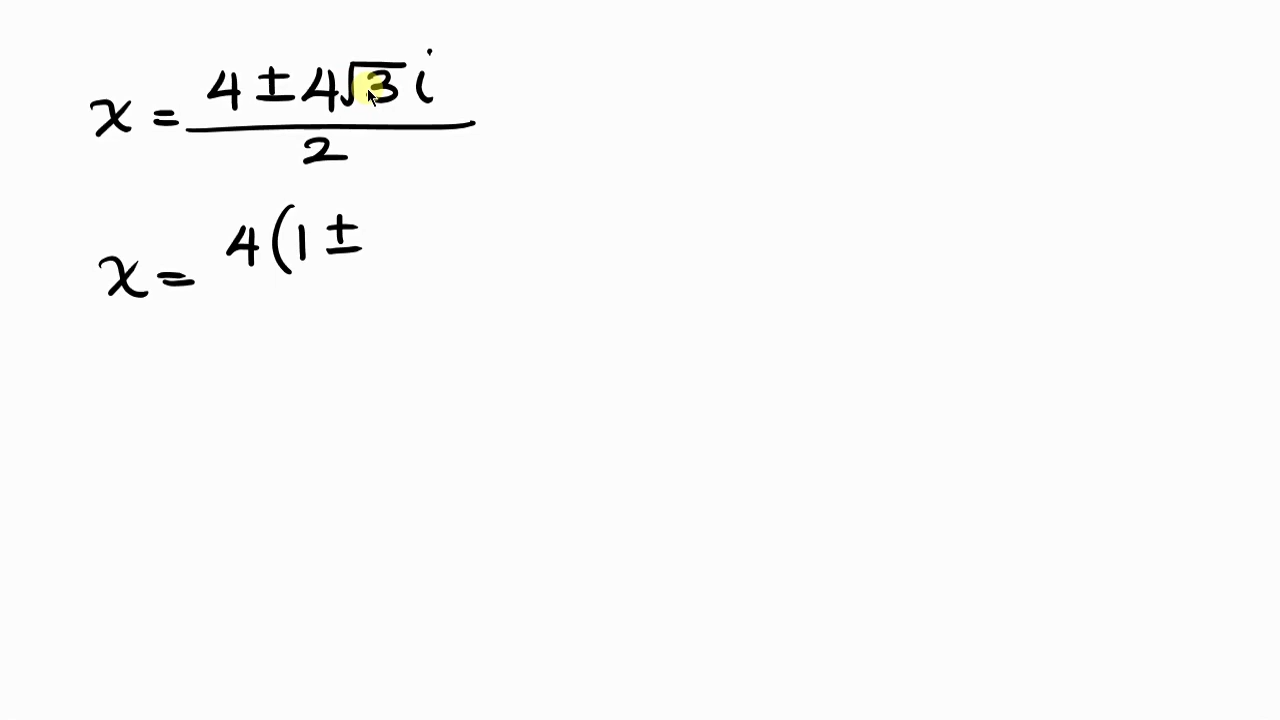 x = (4 ± 4√3 i) / 2
x = 4(1 ±